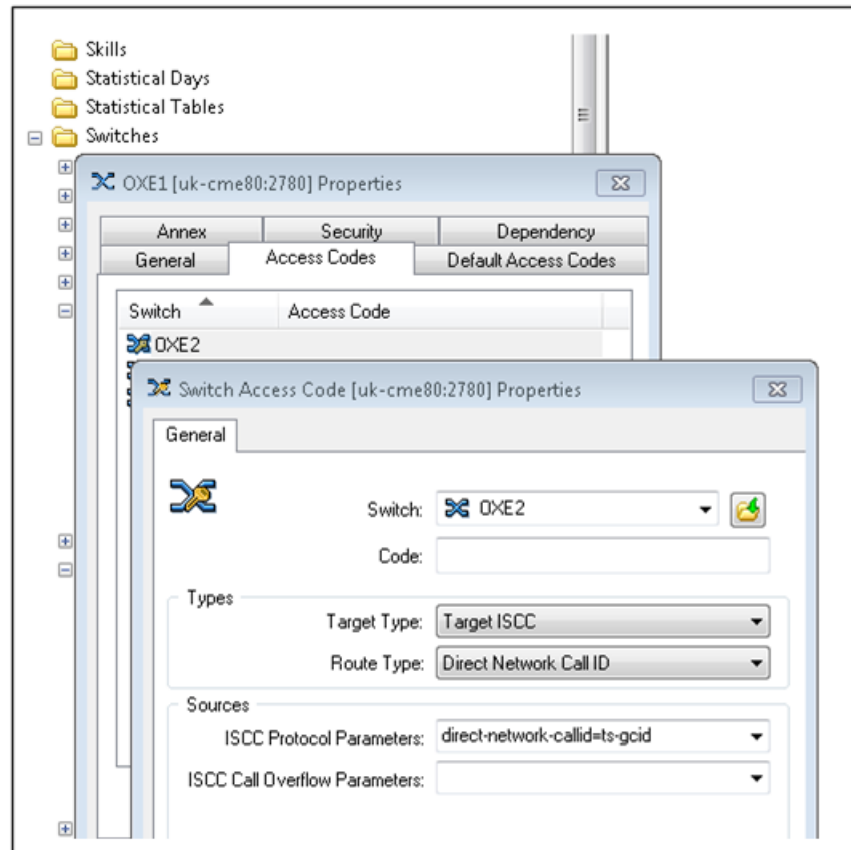 Skills
Statistical Days
Statistical Tables
Switches
OXE1 [uk-cme80:2780] Properties
Annex Security Dependency
General Access Codes Default Access Codes
Switch Access Code
OXE2
Switch Access Code [uk-cme80:2780] Properties
General
Switch: OXE2
Code:
Types
Target Type: Target ISCC
Route Type: Direct Network Call ID
Sources
ISCC Protocol Parameters: direct-network-callid=ts-gcid
ISCC Call Overflow Parameters: